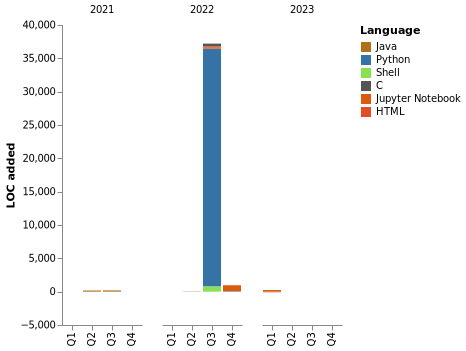 2021 2022 2023
LOC added
40,000
35,000
30,000
25,000
20,000
15,000
10,000
5,000
0
−5,000
Q1 Q2 Q3 Q4 Q1 Q2 Q3 Q4 Q1 Q2 Q3 Q4
Language
Java
Python
Shell
C
Jupyter Notebook
HTML